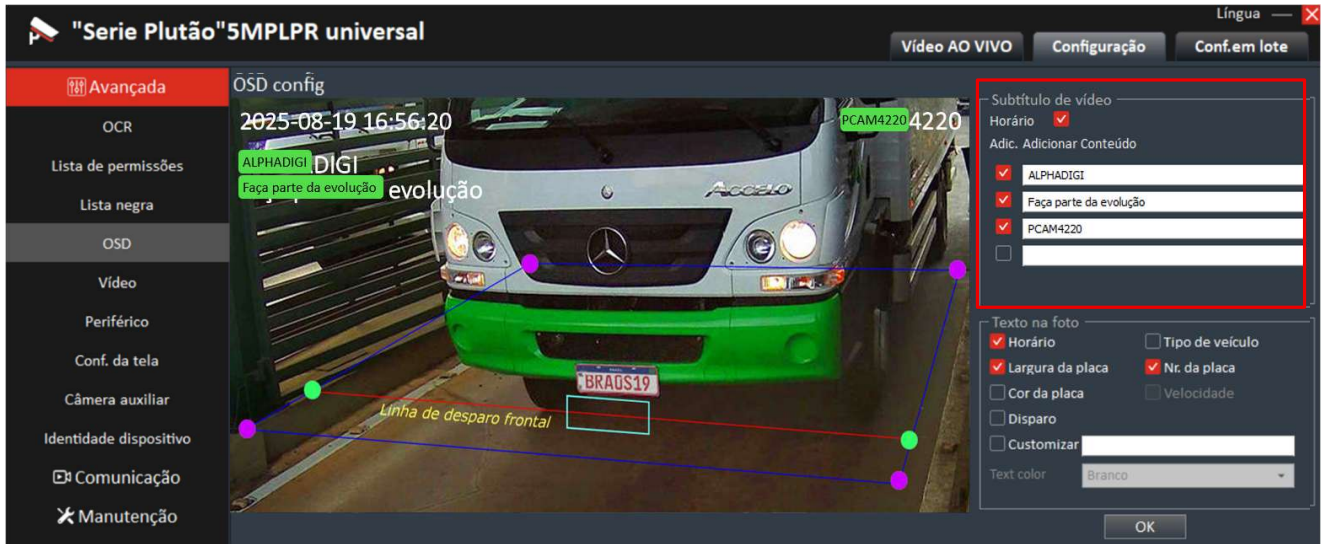 Língua
"Serie Plutão"5MPLPR universal
Vídeo AO VIVO
Configuração
Conf.em lote
Avançada
OCR
Lista de permissões
Lista negra
OSD
Vídeo
Periférico
Conf. da tela
Câmera auxiliar
Identidade dispositivo
Comunicação
Manutenção
OSD config
2025-08-19 16:56:20
PCAM4220 4220
ALPHADIGI DIGI
Faça parte da evolução evolução
Accelo
BRAOS19
Linha de desparo frontal
Subtítulo de vídeo
Horário
Adic. Adicionar Conteúdo
ALPHADIGI
Faça parte da evolução
PCAM4220
Texto na foto
Horário
Tipo de veículo
Largura da placa
Nr. da placa
Cor da placa
Velocidade
Disparo
Customizar
Text color
Branco
OK